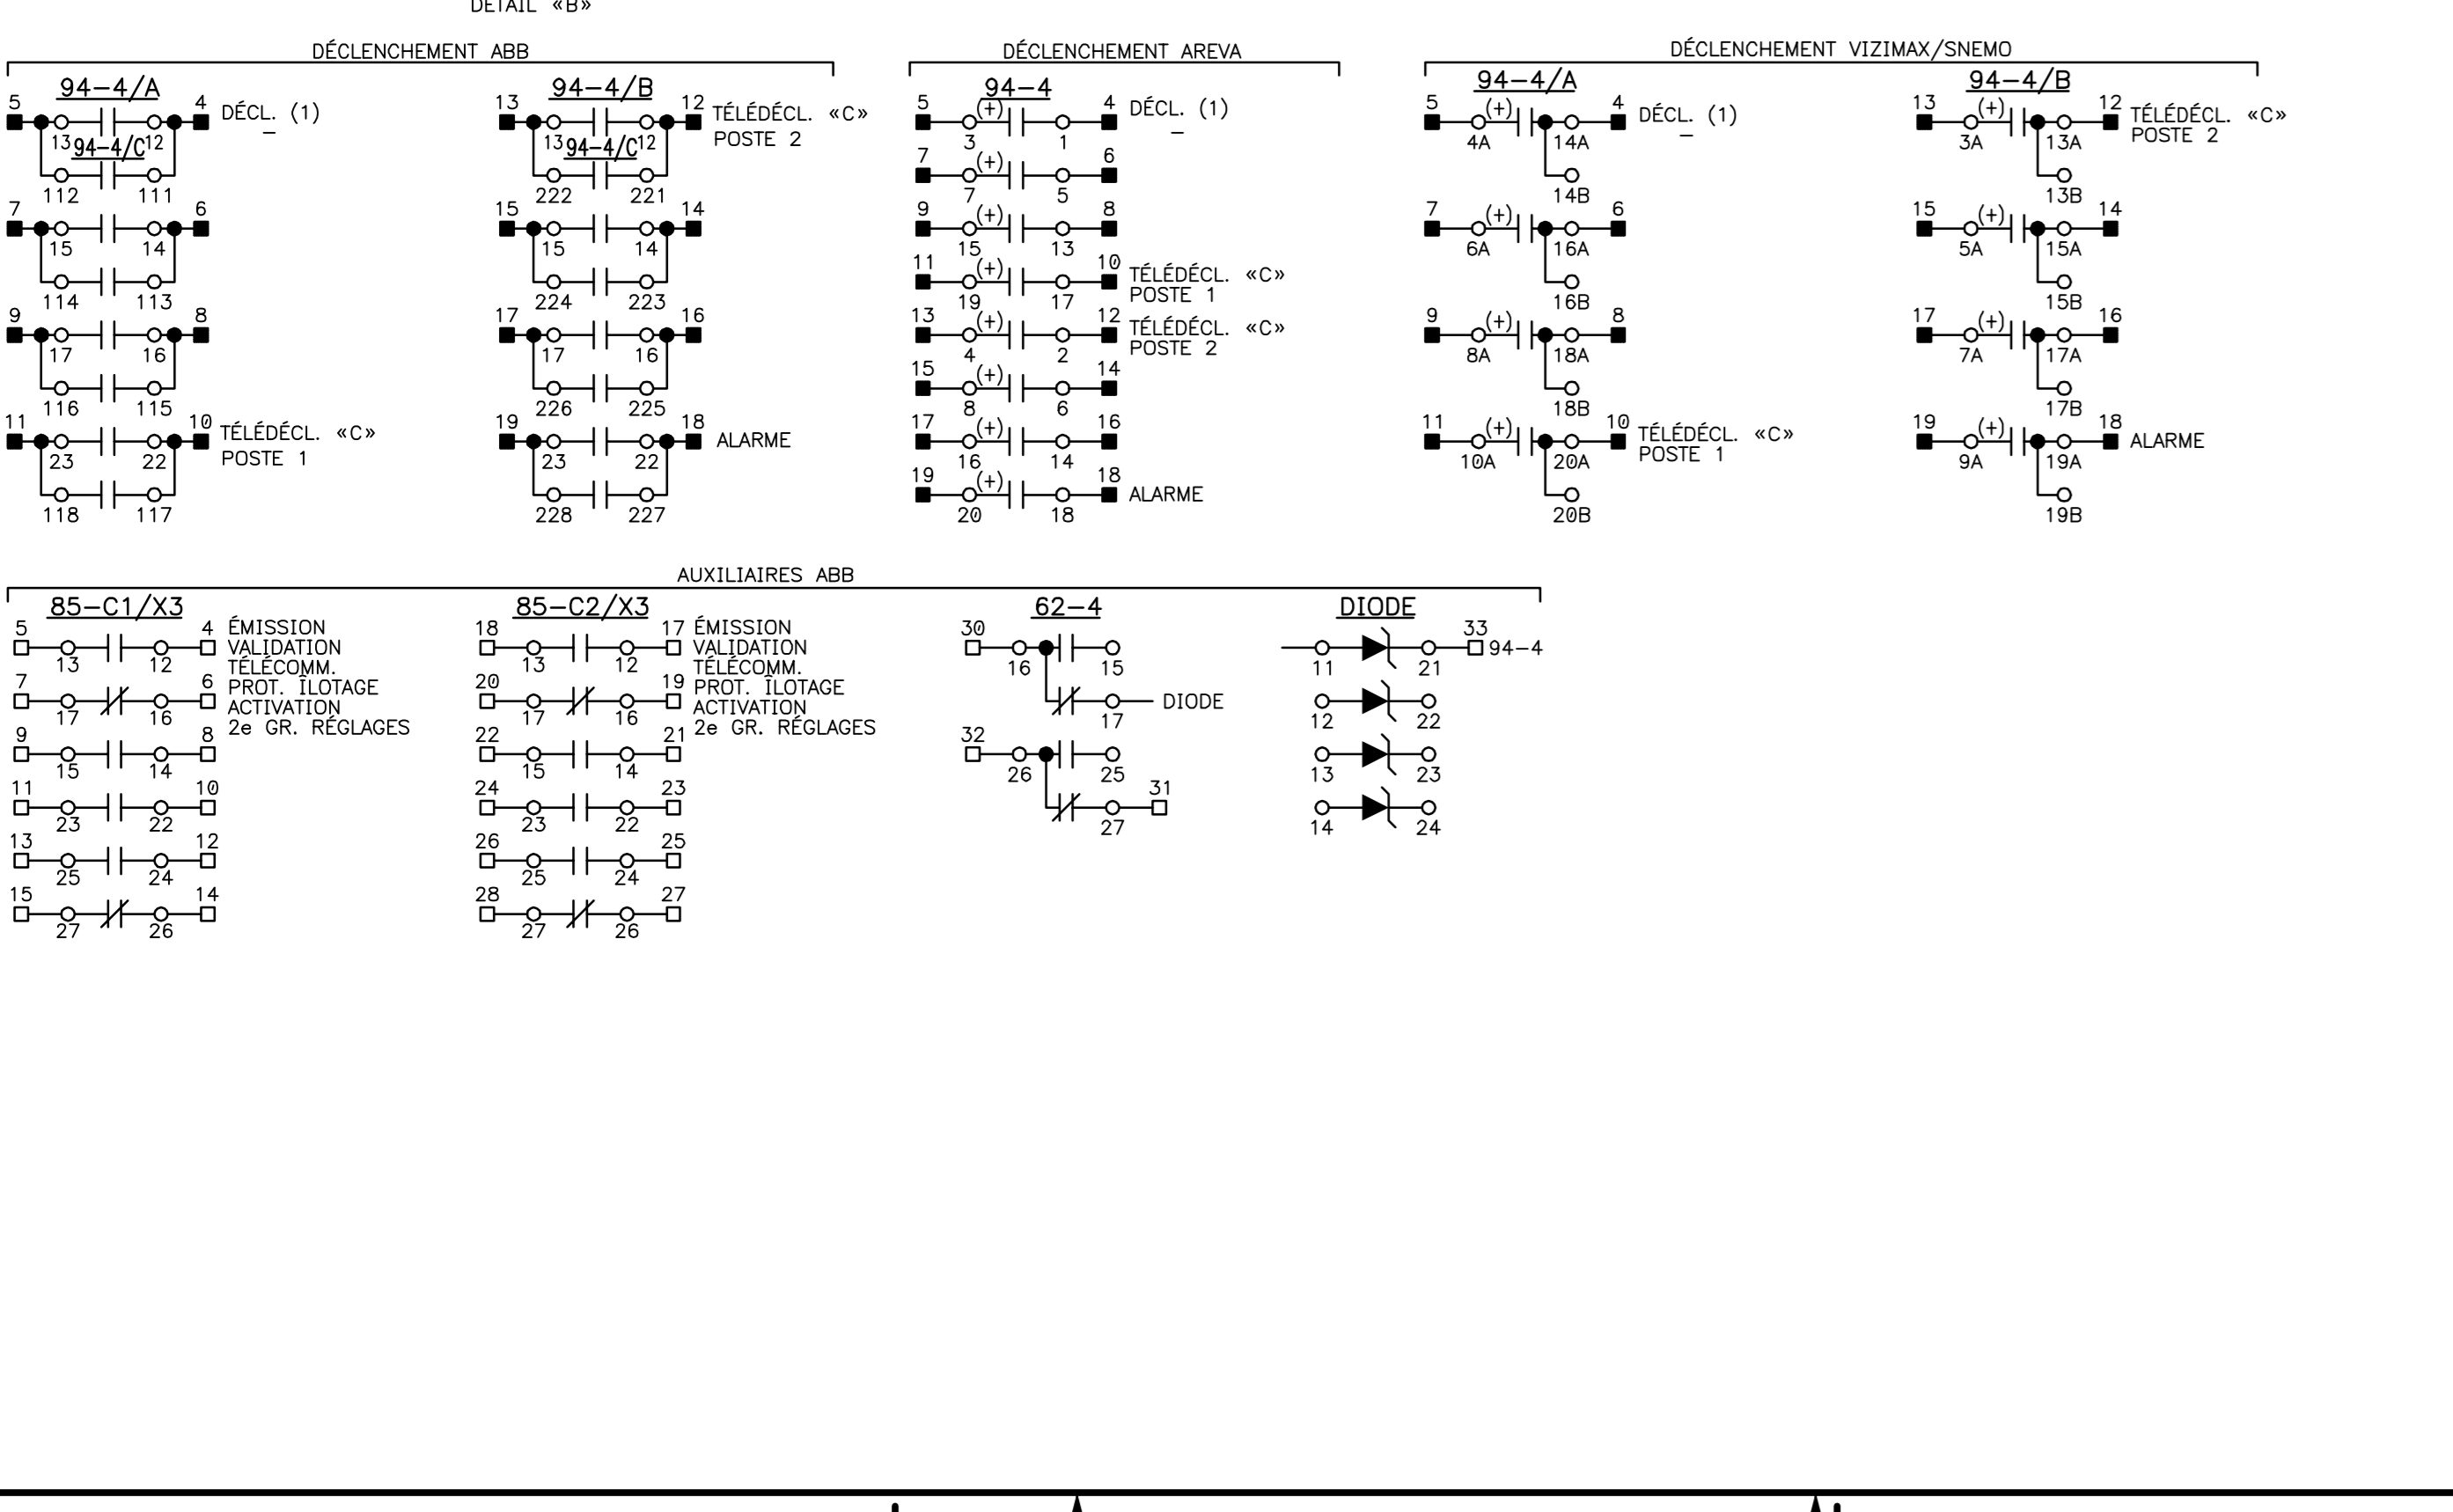 DÉTAIL «B»
DÉCLENCHEMENT ABB
94-4/A
5 4 DÉCL. (1)
–
13 12
94-4/C
112 111
7 6
15 14
114 113
9 8
17 16
116 115
11 10 TÉLÉDÉCL. «C»
POSTE 1
23 22
118 117
94-4/B
13 12 TÉLÉDÉCL. «C»
POSTE 2
13 12
94-4/C
222 221
15 14
15 14
224 223
17 16
17 16
226 225
19 18 ALARME
23 22
228 227
DÉCLENCHEMENT AREVA
94-4
5 (+) 4 DÉCL. (1)
–
3 1
7 (+) 6
7 5
9 (+) 8
15 13
11 (+) 10 TÉLÉDÉCL. «C»
POSTE 1
19 17
13 (+) 12 TÉLÉDÉCL. «C»
POSTE 2
4 2
15 (+) 14
8 6
17 (+) 16
16 14
19 (+) 18 ALARME
20 18
DÉCLENCHEMENT VIZIMAX/SNEMO
94-4/A
5 (+) 4 DÉCL. (1)
–
4A 14A
14B
7 (+) 6
6A 16A
16B
9 (+) 8
8A 18A
18B
11 (+) 10 TÉLÉDÉCL. «C»
POSTE 1
10A 20A
20B
94-4/B
13 (+) 12 TÉLÉDÉCL. «C»
POSTE 2
3A 13A
13B
15 (+) 14
5A 15A
15B
17 (+) 16
7A 17A
17B
19 (+) 18 ALARME
9A 19A
19B
AUXILIAIRES ABB
85-C1/X3
5 4
13 12
7 6
17 16
9 8
15 14
11 10
23 22
13 12
25 24
15 14
27 26
ÉMISSION
VALIDATION
TÉLÉCOMM.
PROT. ÎLOTAGE
ACTIVATION
2e GR. RÉGLAGES
85-C2/X3
18 17
13 12
20 19
17 16
22 21
15 14
24 23
23 22
26 25
25 24
28 27
27 26
ÉMISSION
VALIDATION
TÉLÉCOMM.
PROT. ÎLOTAGE
ACTIVATION
2e GR. RÉGLAGES
62-4
30
16 15
17 DIODE
32
26 25
31
27
DIODE
33
94-4
11 21
12 22
13 23
14 24